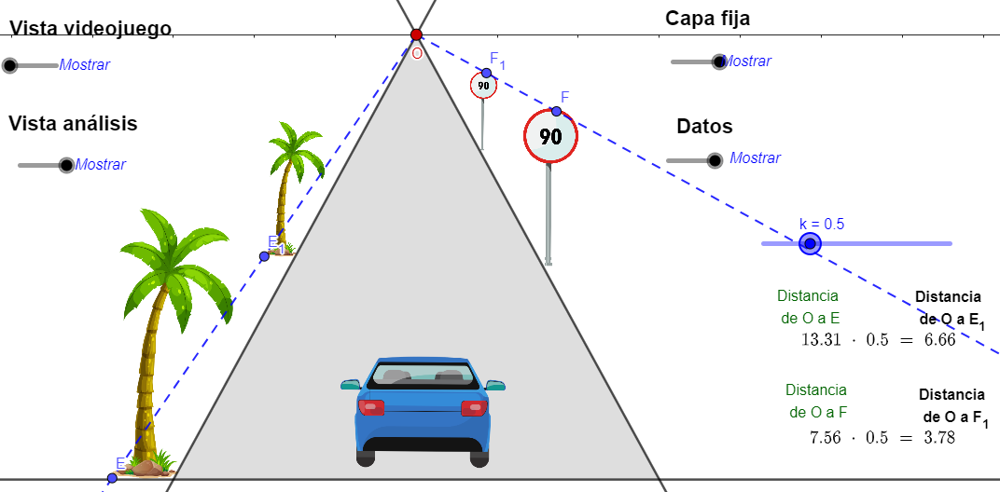 Vista videojuego
Mostrar
Vista análisis
Mostrar
O
F1
90
F
90
Capa fija
Mostrar
Datos
Mostrar
k = 0.5
E1
E
Distancia
de O a E
Distancia
de O a E1
13.31 · 0.5 = 6.66
Distancia
de O a F
Distancia
de O a F1
7.56 · 0.5 = 3.78